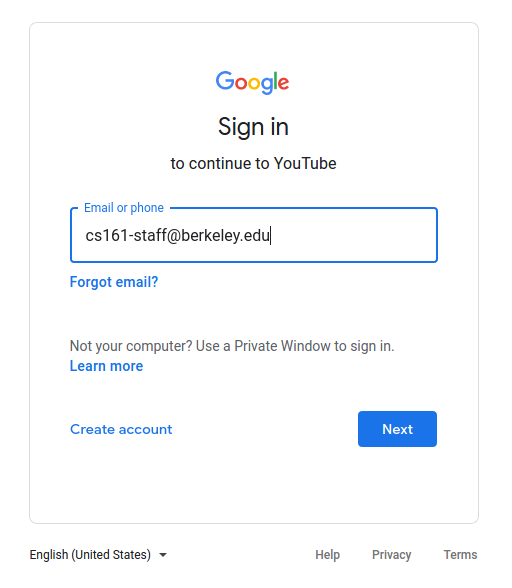 Google
Sign in
to continue to YouTube
Email or phone
cs161-staff@berkeley.edu
Forgot email?
Not your computer? Use a Private Window to sign in.
Learn more
Create account
Next
English (United States)
Help
Privacy
Terms